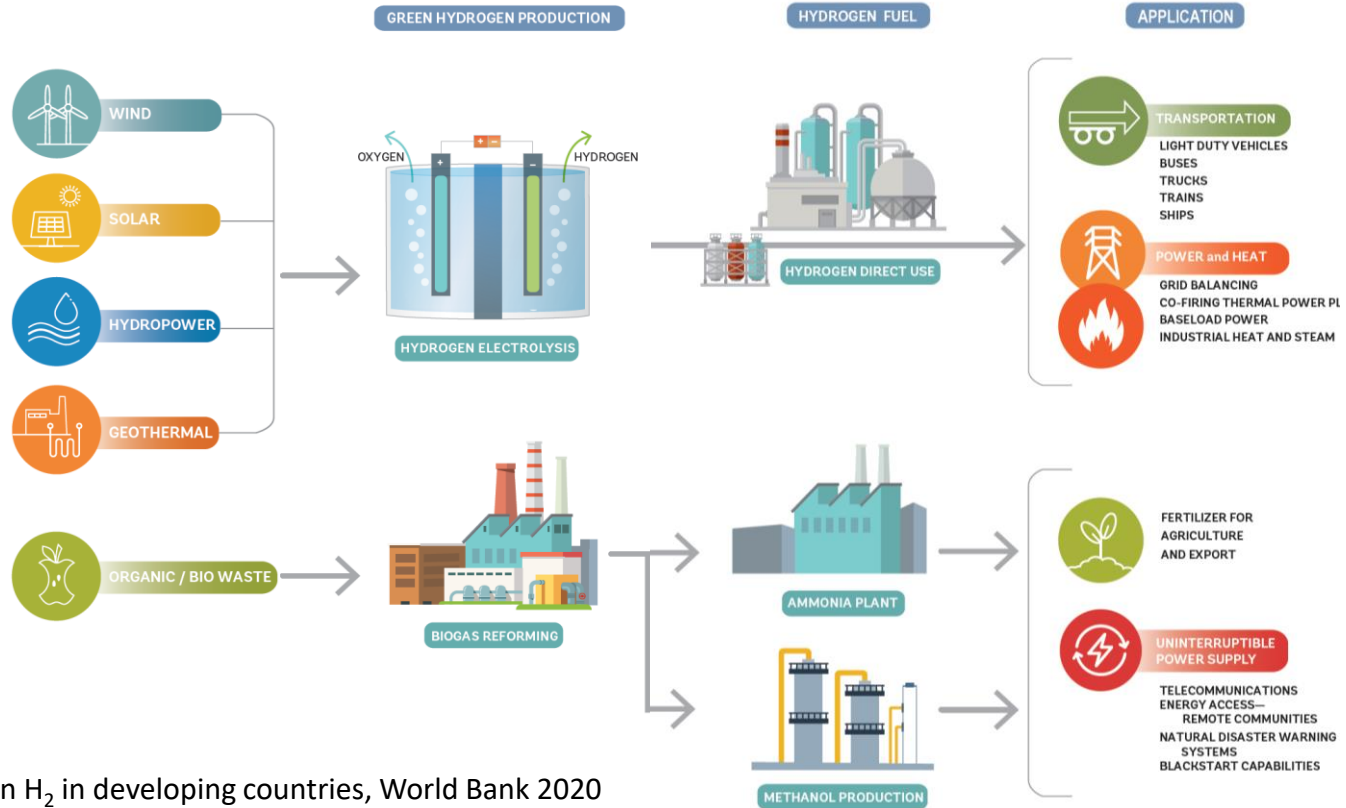 GREEN HYDROGEN PRODUCTION
HYDROGEN FUEL
APPLICATION
WIND
SOLAR
HYDROPOWER
GEOTHERMAL
ORGANIC / BIO WASTE
+ −
OXYGEN
HYDROGEN
+
−
HYDROGEN ELECTROLYSIS
BIOGAS REFORMING
HYDROGEN DIRECT USE
AMMONIA PLANT
METHANOL PRODUCTION
TRANSPORTATION
LIGHT DUTY VEHICLES
BUSES
TRUCKS
TRAINS
SHIPS
POWER and HEAT
GRID BALANCING
CO-FIRING THERMAL POWER PL
BASELOAD POWER
INDUSTRIAL HEAT AND STEAM
FERTILIZER FOR
AGRICULTURE
AND EXPORT
UNINTERRUPTIBLE
POWER SUPPLY
TELECOMMUNICATIONS
ENERGY ACCESS—
REMOTE COMMUNITIES
NATURAL DISASTER WARNING
SYSTEMS
BLACKSTART CAPABILITIES
n H₂ in developing countries, World Bank 2020